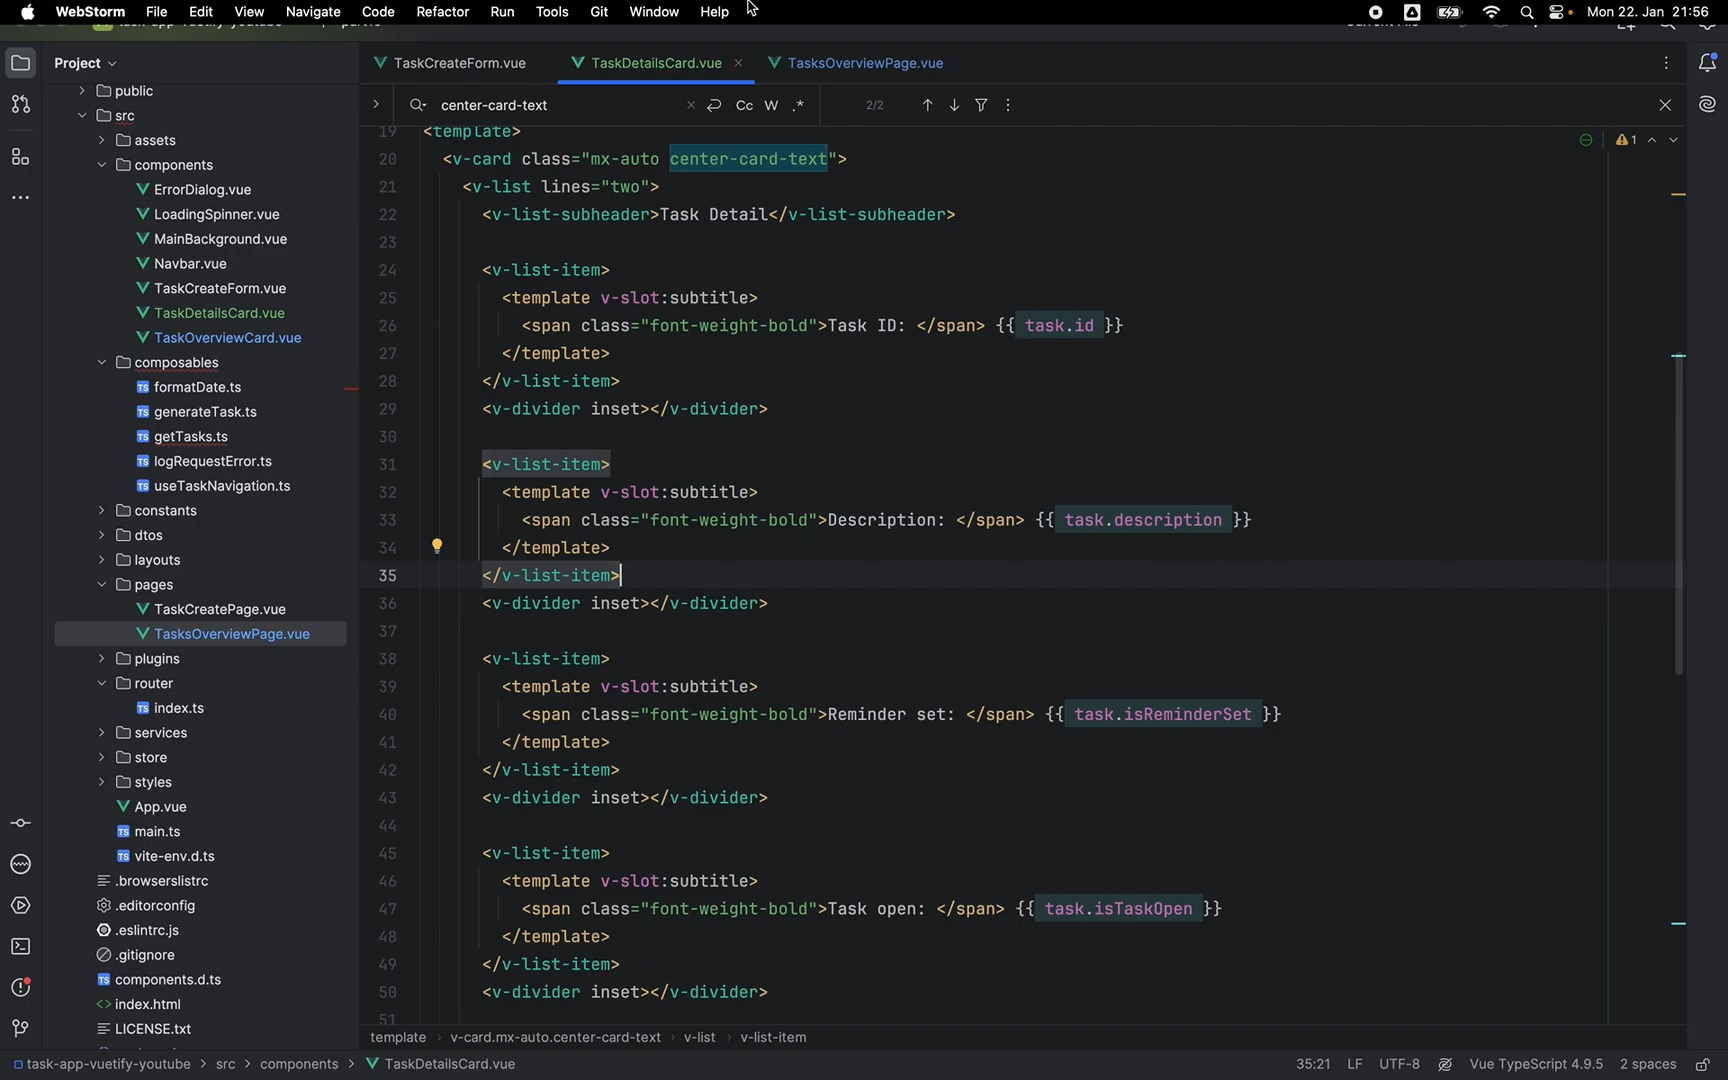 WebStorm File Edit View Navigate Code Refactor Run Tools Git Window Help Mon 22. Jan 21:56
Project
TaskCreateForm.vue TaskDetailsCard.vue TasksOverviewPage.vue
center-card-text Cc W .* 2/2
public
src
assets
components
ErrorDialog.vue
LoadingSpinner.vue
MainBackground.vue
Navbar.vue
TaskCreateForm.vue
TaskDetailsCard.vue
TaskOverviewCard.vue
composables
TS formatDate.ts
TS generateTask.ts
TS getTasks.ts
TS logRequestError.ts
TS useTaskNavigation.ts
constants
dtos
layouts
pages
TaskCreatePage.vue
TasksOverviewPage.vue
plugins
router
TS index.ts
services
store
styles
App.vue
TS main.ts
TS vite-env.d.ts
.browserslistrc
.editorconfig
.eslintrc.js
.gitignore
TS components.d.ts
<> index.html
LICENSE.txt
1
19 <template>
20 <v-card class="mx-auto center-card-text">
21 <v-list lines="two">
22 <v-list-subheader>Task Detail</v-list-subheader>
23
24 <v-list-item>
25 <template v-slot:subtitle>
26 <span class="font-weight-bold">Task ID: </span> {{ task.id }}
27 </template>
28 </v-list-item>
29 <v-divider inset></v-divider>
30
31 <v-list-item>
32 <template v-slot:subtitle>
33 <span class="font-weight-bold">Description: </span> {{ task.description }}
34 </template>
35 </v-list-item>
36 <v-divider inset></v-divider>
37
38 <v-list-item>
39 <template v-slot:subtitle>
40 <span class="font-weight-bold">Reminder set: </span> {{ task.isReminderSet }}
41 </template>
42 </v-list-item>
43 <v-divider inset></v-divider>
44
45 <v-list-item>
46 <template v-slot:subtitle>
47 <span class="font-weight-bold">Task open: </span> {{ task.isTaskOpen }}
48 </template>
49 </v-list-item>
50 <v-divider inset></v-divider>
51
template v-card.mx-auto.center-card-text v-list v-list-item
task-app-vuetify-youtube > src > components > TaskDetailsCard.vue 35:21 LF UTF-8 Vue TypeScript 4.9.5 2 spaces